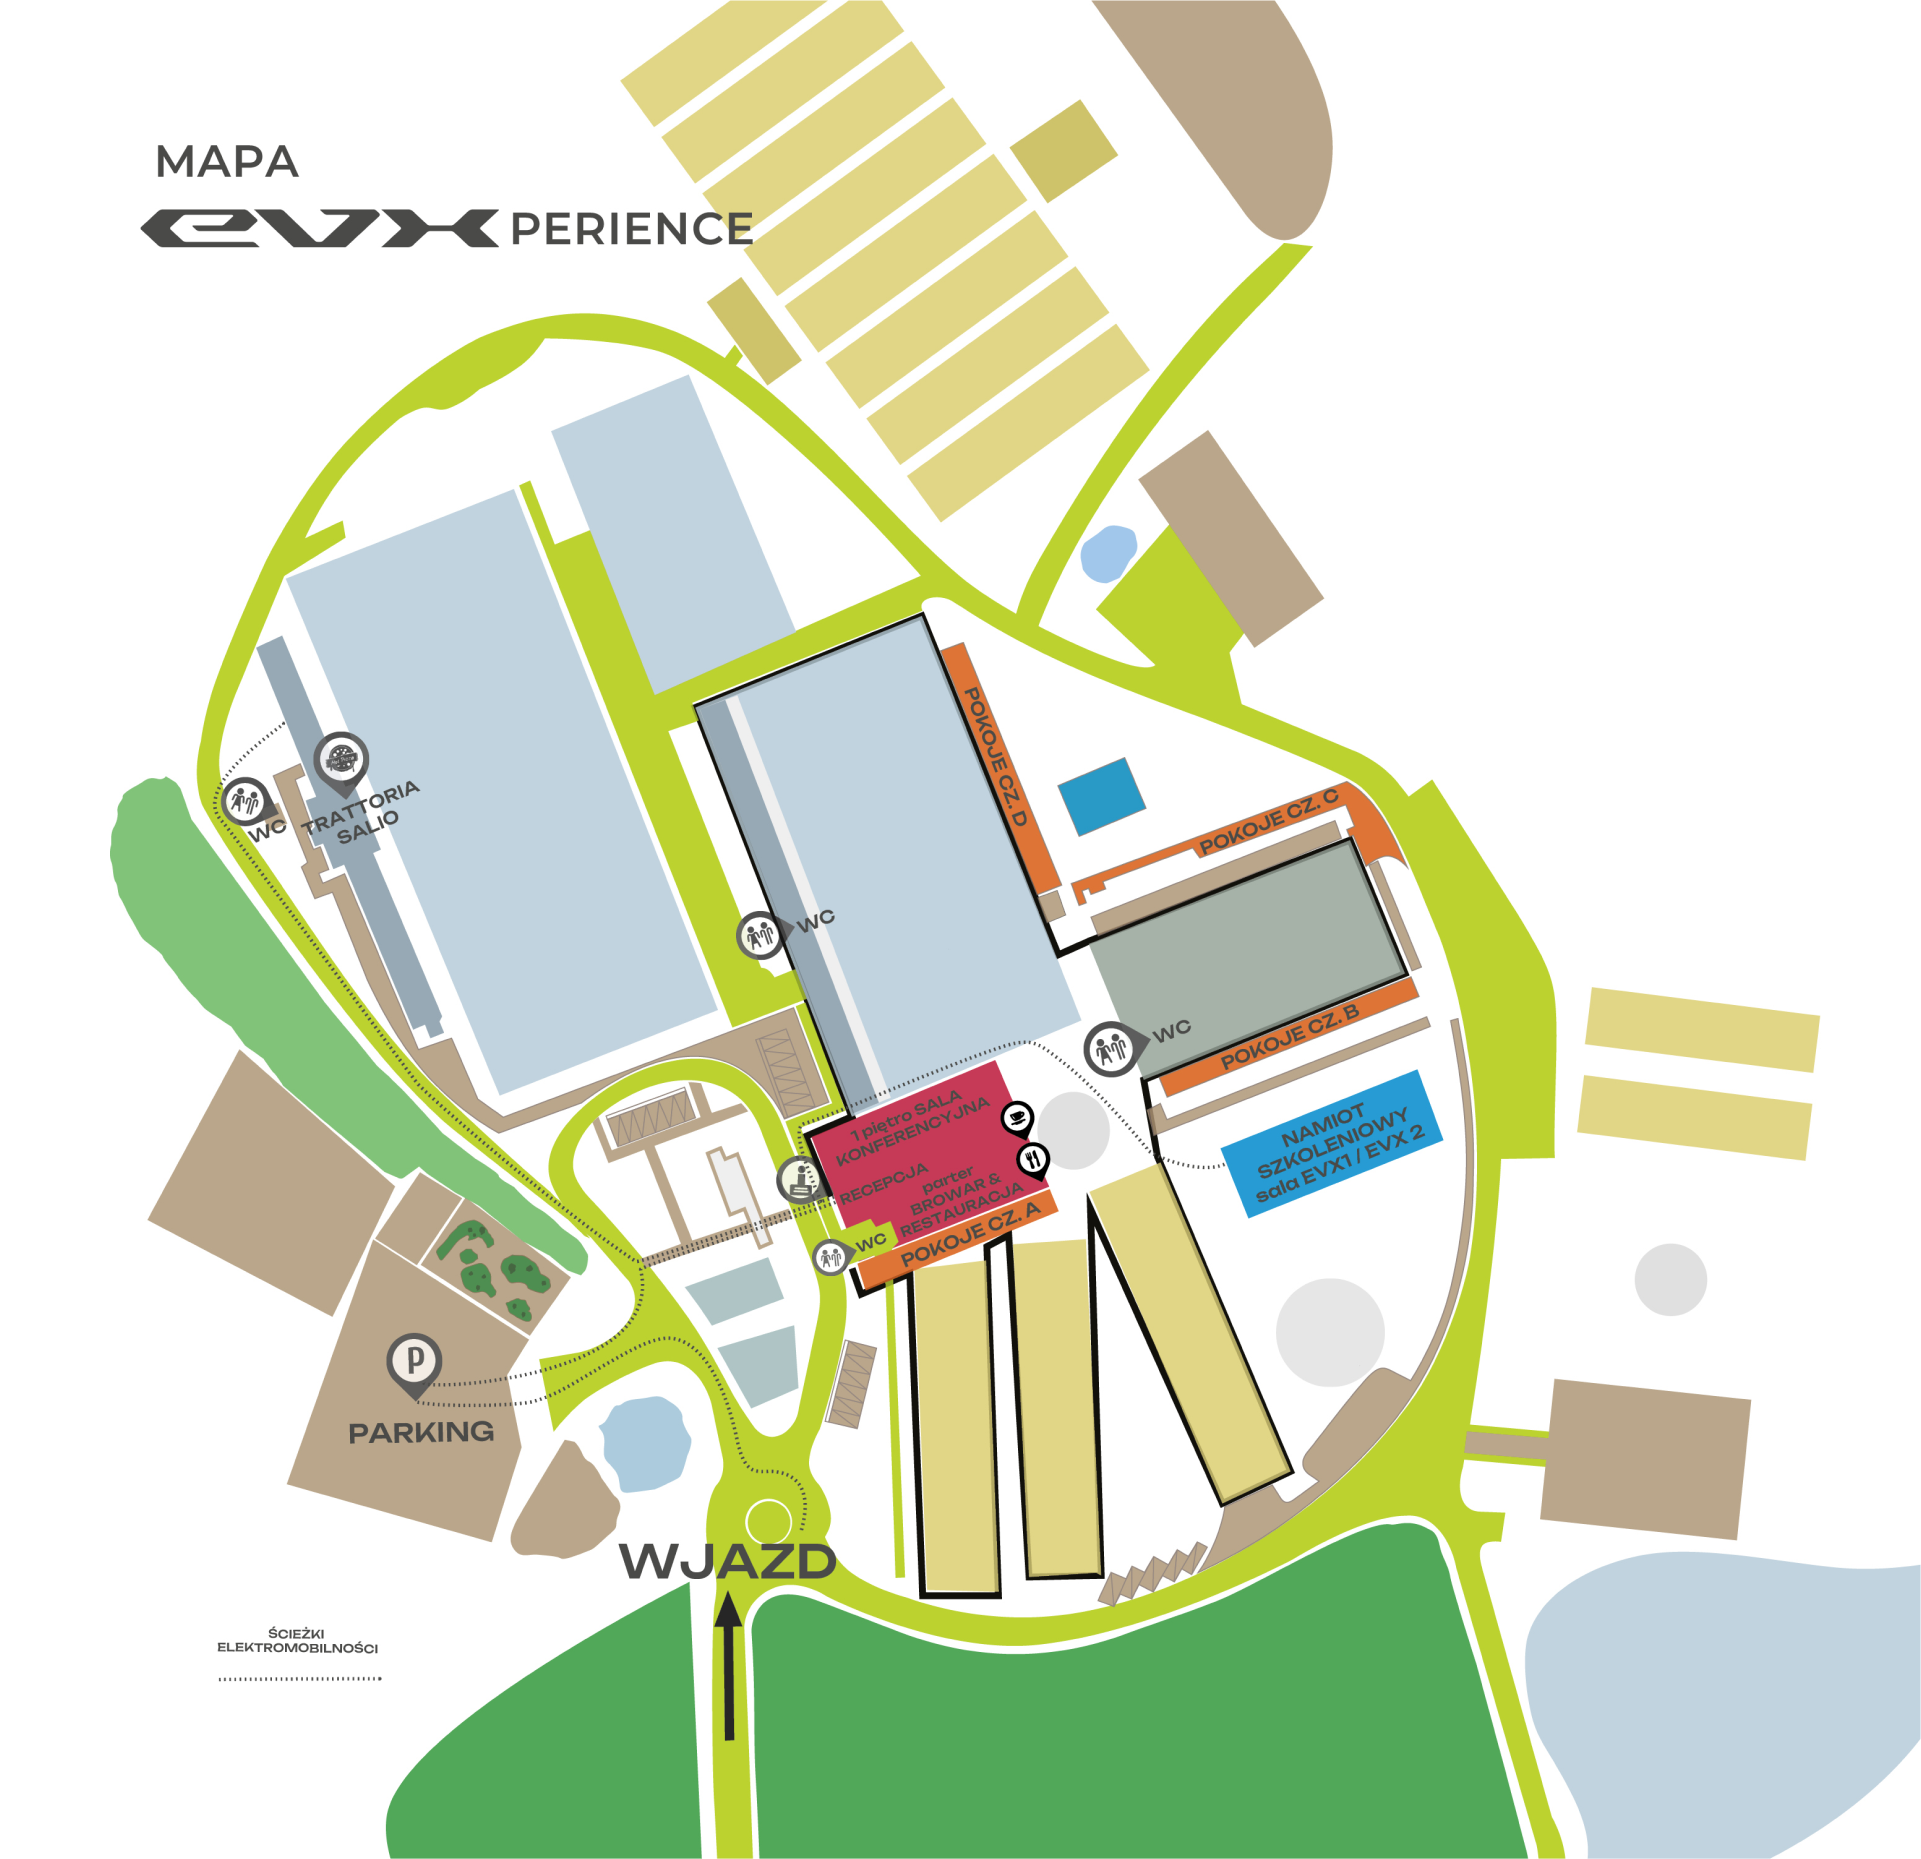 MAPA
evx PERIENCE
POKOJE CZ. D
POKOJE CZ. C
TRATTORIA
SALIO
WC
WC
WC
POKOJE CZ. B
1 piętro SALA
KONFERENCYJNA
RECEPCJA
parter
BROWAR &
RESTAURACJA
NAMIOT
SZKOLENIOWY
sala EVX1 / EVX 2
POKOJE CZ. A
WC
P
PARKING
WJAZD
ŚCIEŻKI
ELEKTROMOBILNOŚCI